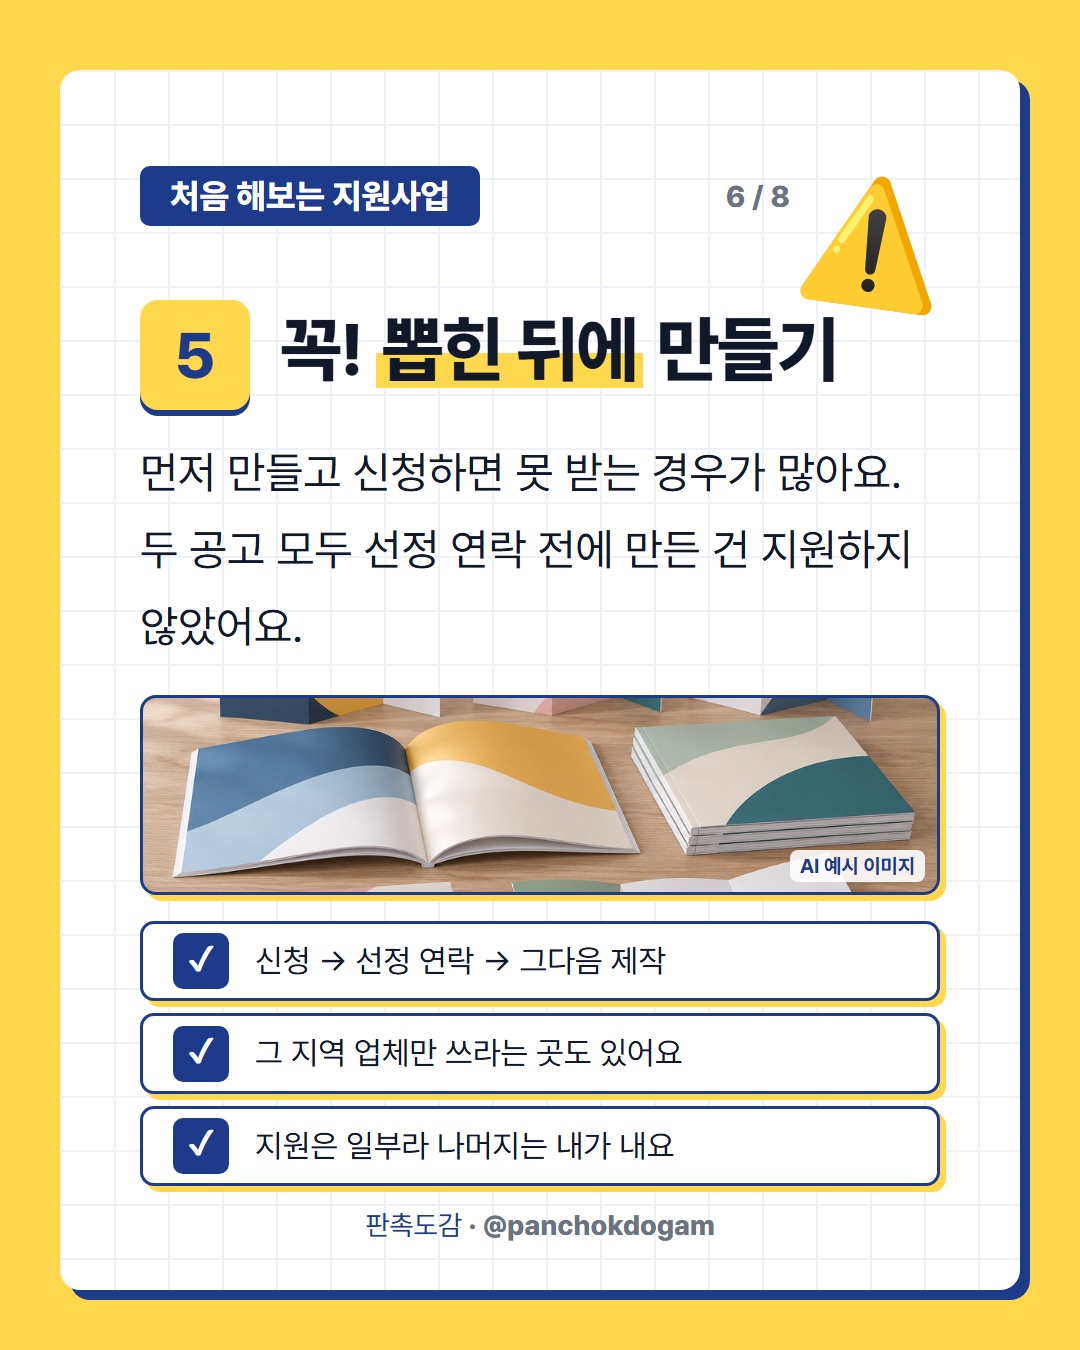 처음 해보는 지원사업
6 / 8
5
꼭! 뽑힌 뒤에 만들기
먼저 만들고 신청하면 못 받는 경우가 많아요.
두 공고 모두 선정 연락 전에 만든 건 지원하지
않았어요.
AI 예시 이미지
신청 → 선정 연락 → 그다음 제작
그 지역 업체만 쓰라는 곳도 있어요
지원은 일부라 나머지는 내가 내요
판촉도감 · @panchokdogam